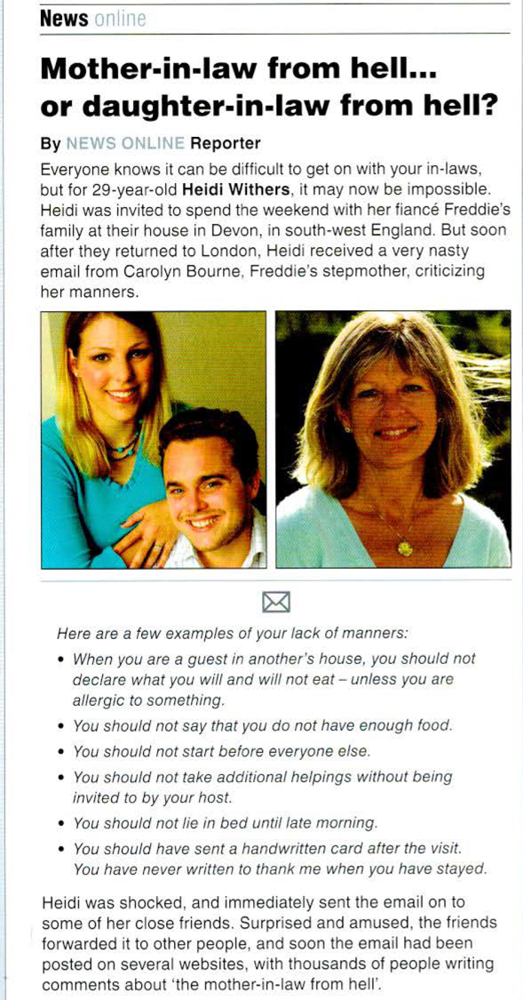 News online
Mother-in-law from hell...
or daughter-in-law from hell?
By NEWS ONLINE Reporter
Everyone knows it can be difficult to get on with your in-laws,
but for 29-year-old Heidi Withers, it may now be impossible.
Heidi was invited to spend the weekend with her fiancé Freddie's
family at their house in Devon, in south-west England. But soon
after they returned to London, Heidi received a very nasty
email from Carolyn Bourne, Freddie's stepmother, criticizing
her manners.
Here are a few examples of your lack of manners:
• When you are a guest in another's house, you should not
declare what you will and will not eat – unless you are
allergic to something.
• You should not say that you do not have enough food.
• You should not start before everyone else.
• You should not take additional helpings without being
invited to by your host.
• You should not lie in bed until late morning.
• You should have sent a handwritten card after the visit.
You have never written to thank me when you have stayed.
Heidi was shocked, and immediately sent the email on to
some of her close friends. Surprised and amused, the friends
forwarded it to other people, and soon the email had been
posted on several websites, with thousands of people writing
comments about 'the mother-in-law from hell'.